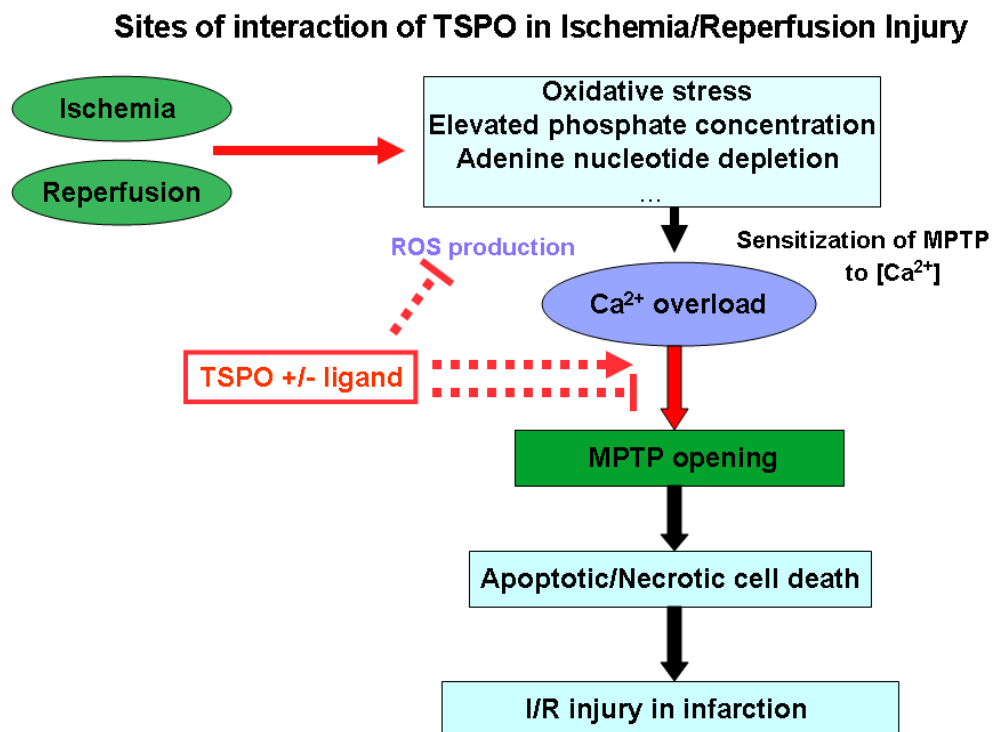 Sites of interaction of TSPO in Ischemia/Reperfusion Injury
Ischemia
Reperfusion
Oxidative stress
Elevated phosphate concentration
Adenine nucleotide depletion
...
Sensitization of MPTP
to [Ca²⁺]
ROS production
Ca²⁺ overload
TSPO +/- ligand
MPTP opening
Apoptotic/Necrotic cell death
I/R injury in infarction